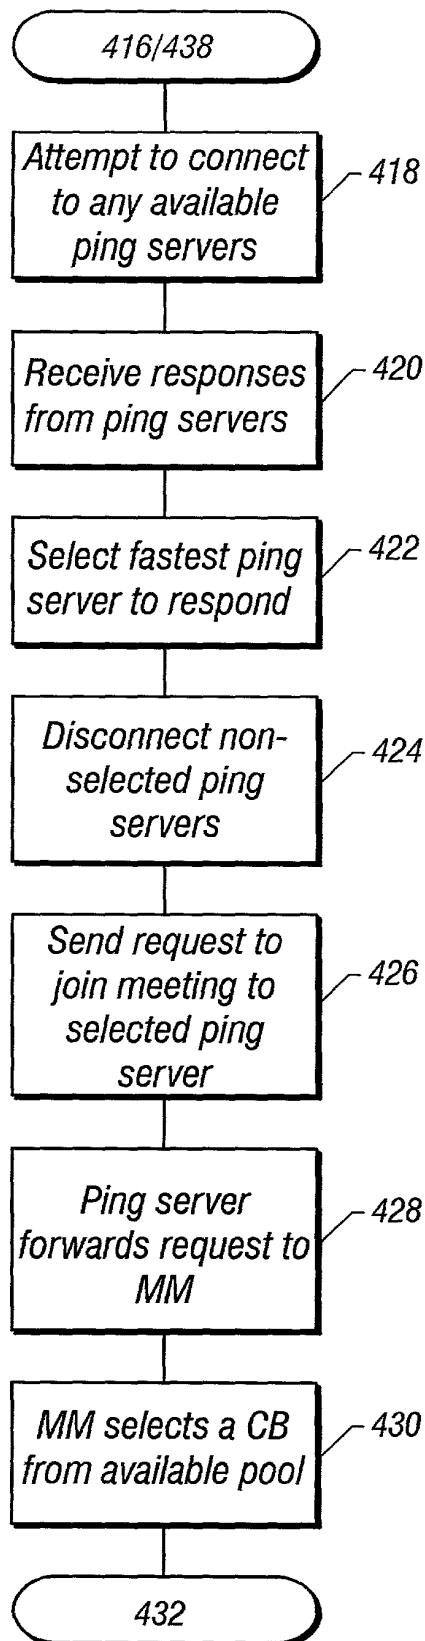 416/438
Attempt to connect
to any available
ping servers
418
Receive responses
from ping servers
420
Select fastest ping
server to respond
422
Disconnect non-
selected ping
servers
424
Send request to
join meeting to
selected ping
server
426
Ping server
forwards request to
MM
428
MM selects a CB
from available pool
430
432